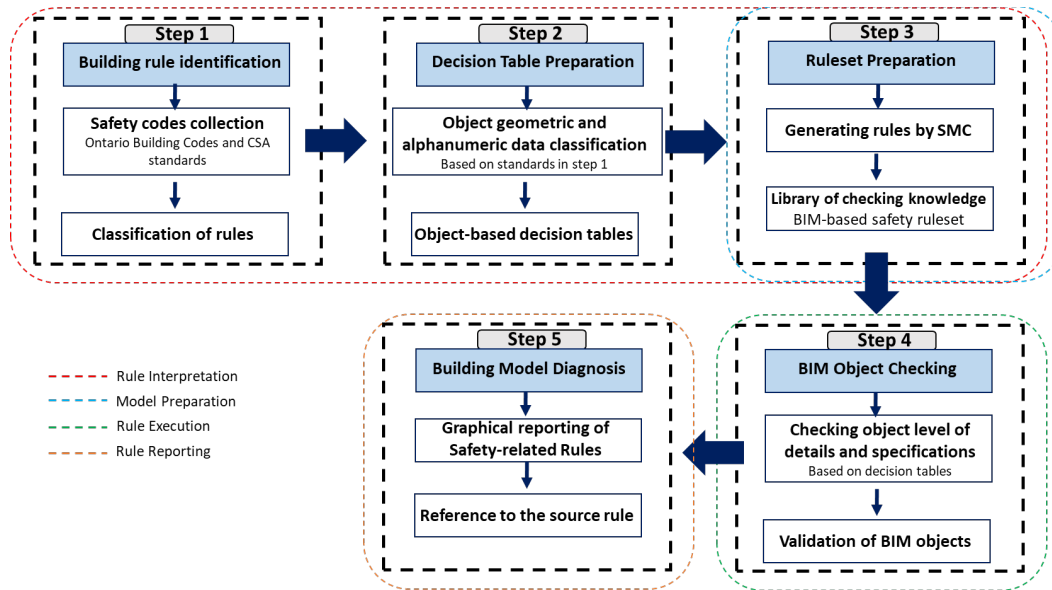 Step 1
Building rule identification
Safety codes collection
Ontario Building Codes and CSA
standards
Classification of rules
Step 2
Decision Table Preparation
Object geometric and
alphanumeric data classification
Based on standards in step 1
Object-based decision tables
Step 3
Ruleset Preparation
Generating rules by SMC
Library of checking knowledge
BIM-based safety ruleset
Step 4
BIM Object Checking
Checking object level of
details and specifications
Based on decision tables
Validation of BIM objects
Step 5
Building Model Diagnosis
Graphical reporting of
Safety-related Rules
Reference to the source rule
Rule Interpretation
Model Preparation
Rule Execution
Rule Reporting